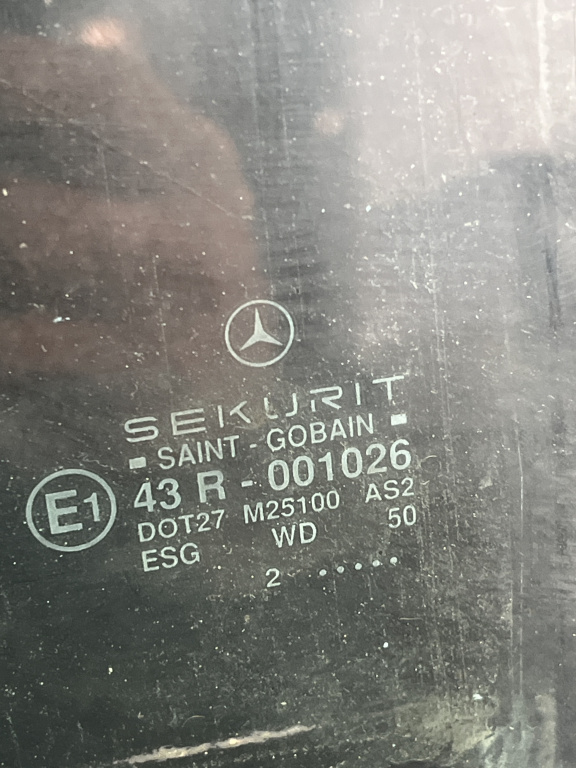 SEKURIT
SAINT - GOBAIN
E1 43 R - 001026
DOT27 M25100 AS2
ESG WD 50
2 .....